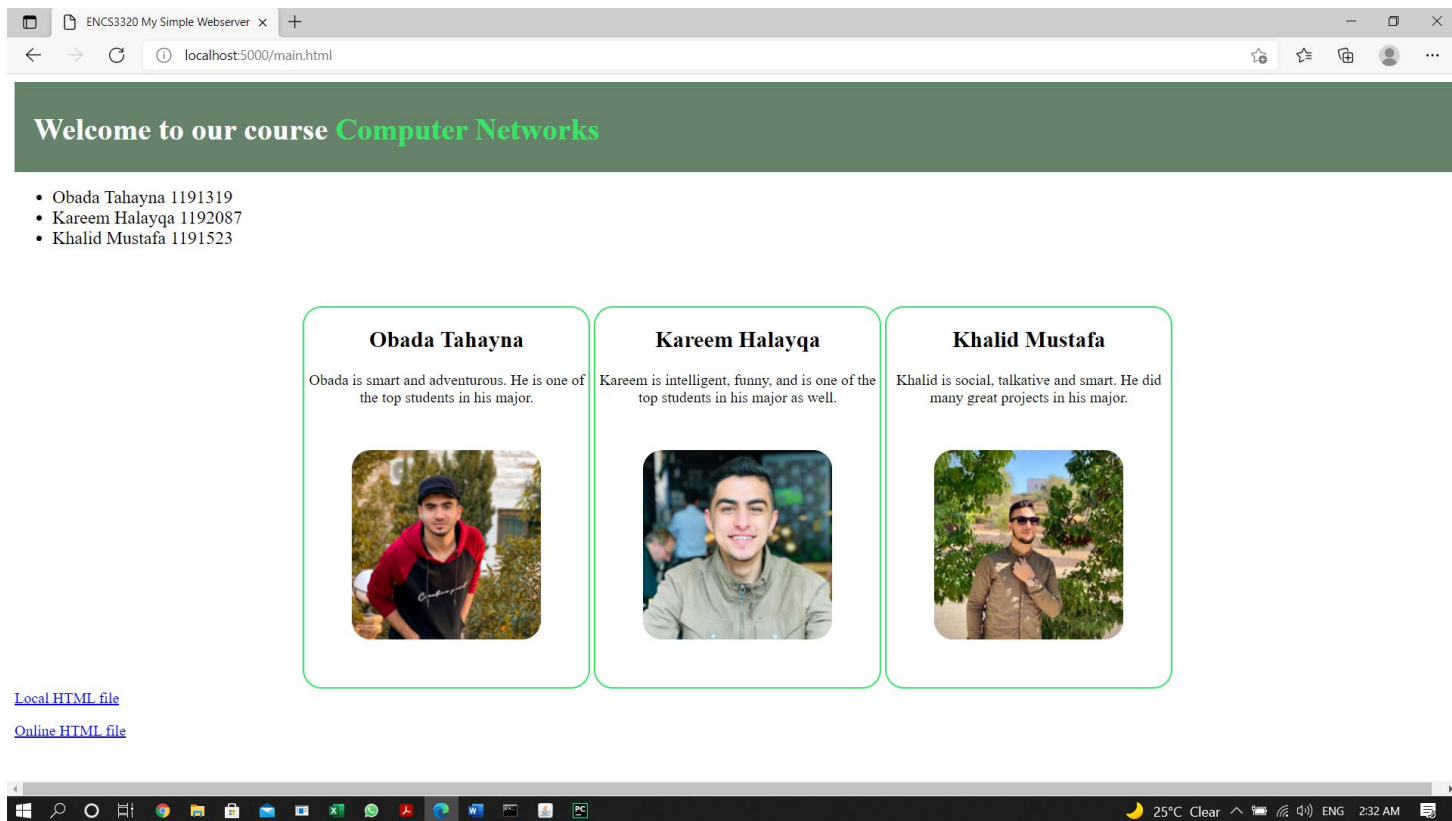 ENCS3320 My Simple Webserver
localhost:5000/main.html
Welcome to our course Computer Networks
Obada Tahayna 1191319
Kareem Halayqa 1192087
Khalid Mustafa 1191523
Obada Tahayna
Obada is smart and adventurous. He is one of
the top students in his major.
Kareem Halayqa
Kareem is intelligent, funny, and is one of the
top students in his major as well.
Khalid Mustafa
Khalid is social, talkative and smart. He did
many great projects in his major.
Local HTML file
Online HTML file
25°C Clear ENG 2:32 AM